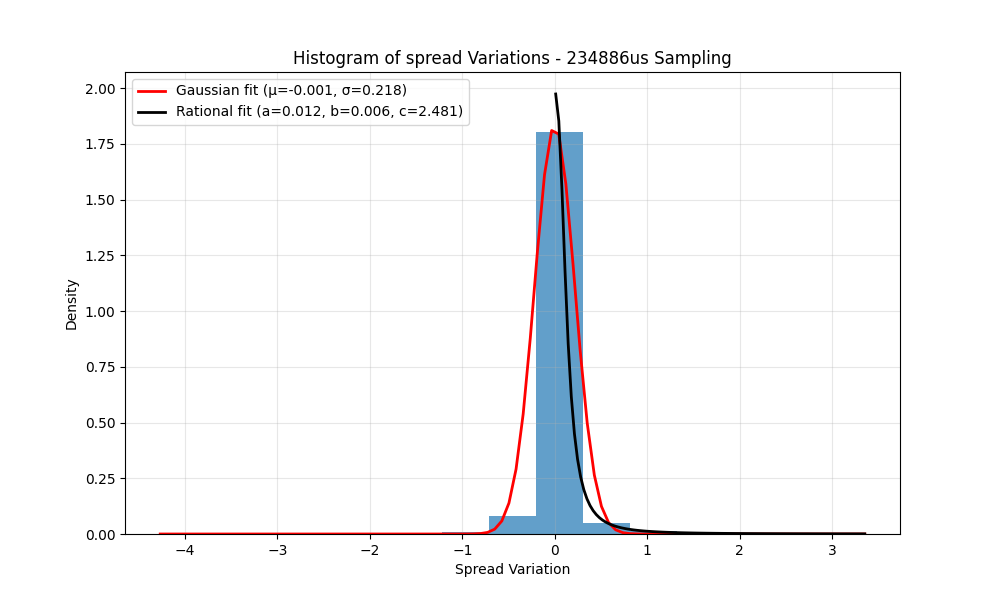 Histogram of spread Variations - 234886us Sampling
Gaussian fit (μ=-0.001, σ=0.218)
Rational fit (a=0.012, b=0.006, c=2.481)
Density
2.00
1.75
1.50
1.25
1.00
0.75
0.50
0.25
0.00
−4 −3 −2 −1 0 1 2 3
Spread Variation